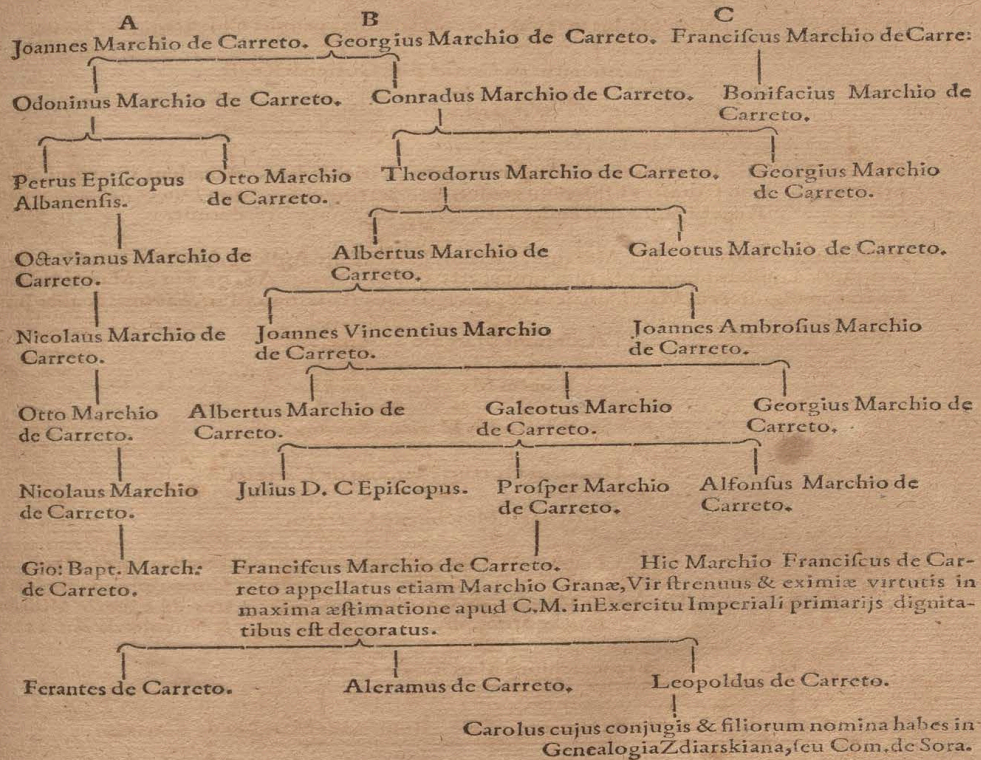 A B C
Joannes Marchio de Carreto. Georgius Marchio de Carreto. Franciſcus Marchio deCarre:
Odoninus Marchio de Carreto. Conradus Marchio de Carreto. Bonifacius Marchio de
Carreto.
Petrus Epiſcopus Otto Marchio Theodorus Marchio de Carreto. Georgius Marchio
Albanenſis. de Carreto. de Carreto.
Octavianus Marchio de Albertus Marchio de Galeotus Marchio de Carreto.
Carreto. Carreto.
Nicolaus Marchio de Joannes Vincentius Marchio Joannes Ambroſius Marchio
Carreto. de Carreto. de Carreto.
Otto Marchio Albertus Marchio de Galeotus Marchio Georgius Marchio de
de Carreto. Carreto. de Carreto. Carreto.
Nicolaus Marchio Julius D. C Epiſcopus. Proſper Marchio Alfonſus Marchio de
de Carreto. de Carreto. Carreto.
Gio: Bapt. March: Franciſcus Marchio de Carreto. Hic Marchio Franciſcus de Car-
de Carreto. reto appellatus etiam Marchio Granæ, Vir ſtrenuus & eximiæ virtutis in
maxima æſtimatione apud C.M. inExercitu Imperiali primarijs dignita-
tibus eſt decoratus.
Ferantes de Carreto. Aleramus de Carreto. Leopoldus de Carreto.
Carolus cujus conjugis & filiorum nomina habes in
GenealogiaZdiarskiana, ſeu Com. de Sora.